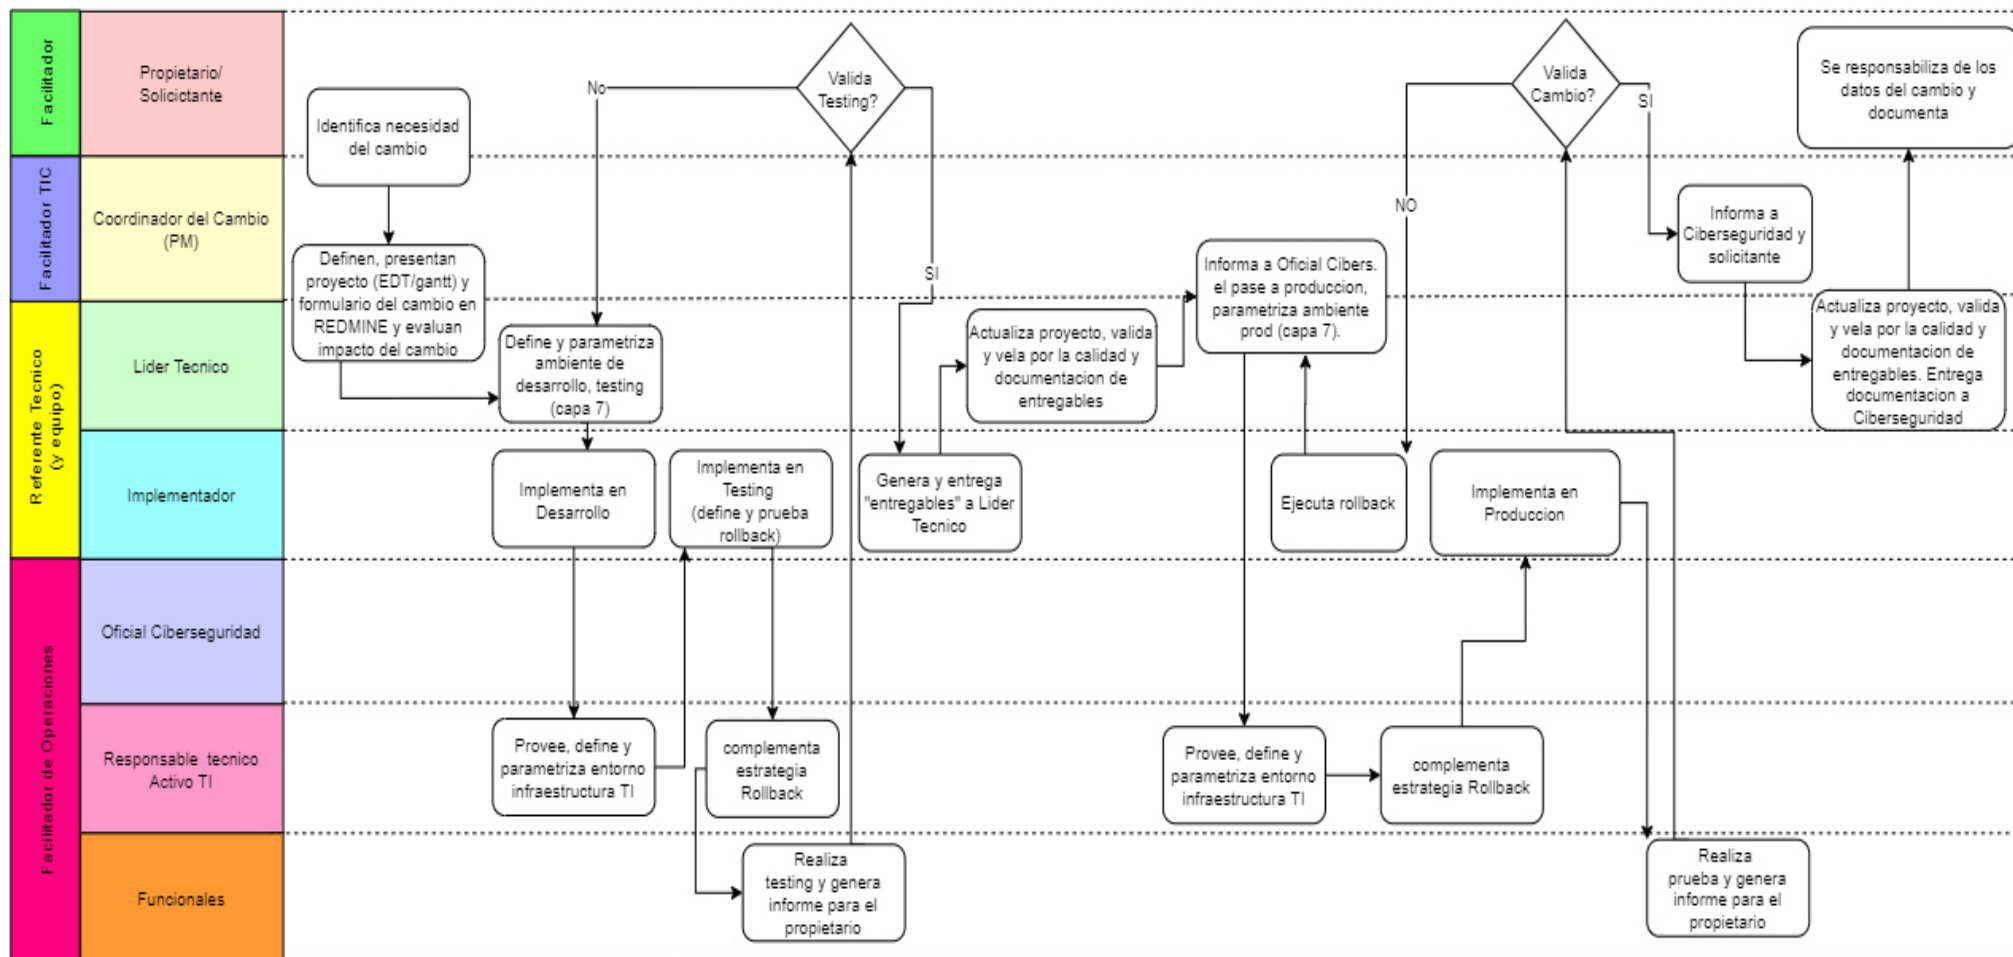 Facilitador
Propietario/
Solicictante
Facilitador TIC
Coordinador del Cambio
(PM)
Referente Tecnico
(y equipo)
Lider Tecnico
Implementador
Facilitador de Operaciones
Oficial Ciberseguridad
Responsable tecnico
Activo TI
Funcionales
Identifica necesidad
del cambio
Definen, presentan
proyecto (EDT/gantt) y
formulario del cambio en
REDMINE y evaluan
impacto del cambio
No
Define y parametriza
ambiente de
desarrollo, testing
(capa 7)
Implementa en
Desarrollo
Provee, define y
parametriza entorno
infraestructura TI
Implementa en
Testing
(define y prueba
rollback)
complementa
estrategia
Rollback
Realiza
testing y genera
informe para el
propietario
Valida
Testing?
SI
Genera y entrega
"entregables" a Lider
Tecnico
Actualiza proyecto, valida
y vela por la calidad y
documentacion de
entregables
Informa a Oficial Cibers.
el pase a produccion,
parametriza ambiente
prod (capa 7).
Provee, define y
parametriza entorno
infraestructura TI
complementa
estrategia Rollback
Implementa en
Produccion
Realiza
prueba y genera
informe para el
propietario
Valida
Cambio?
NO
Ejecuta rollback
SI
Informa a
Ciberseguridad y
solicitante
Actualiza proyecto, valida
y vela por la calidad y
documentacion de
entregables. Entrega
documentacion a
Ciberseguridad
Se responsabiliza de los
datos del cambio y
documenta